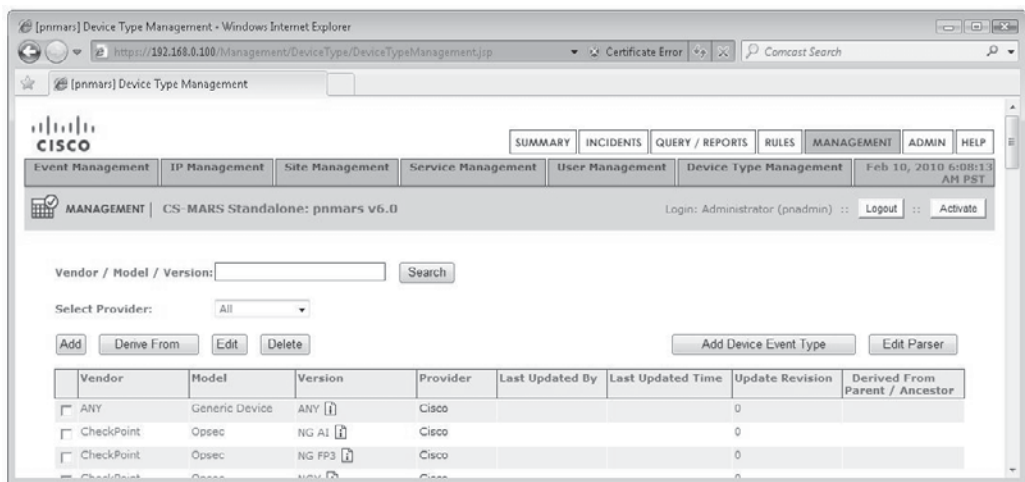 [pnmars] Device Type Management - Windows Internet Explorer
https://192.168.0.100/Management/DeviceType/DeviceTypeManagement.jsp Certificate Error Comcast Search
[pnmars] Device Type Management
CISCO
SUMMARY INCIDENTS QUERY / REPORTS RULES MANAGEMENT ADMIN HELP
Event Management IP Management Site Management Service Management User Management Device Type Management Feb 10, 2010 6:08:13 AM PST
MANAGEMENT | CS-MARS Standalone: pnmars v6.0 Login: Administrator (pnadmin) :: Logout :: Activate
Vendor / Model / Version: Search
Select Provider: All
Add Derive From Edit Delete Add Device Event Type Edit Parser
Vendor Model Version Provider Last Updated By Last Updated Time Update Revision Derived From Parent / Ancestor
ANY Generic Device ANY Cisco 0
CheckPoint Opsec NG AI Cisco 0
CheckPoint Opsec NG FP3 Cisco 0
CheckPoint Opsec Cisco